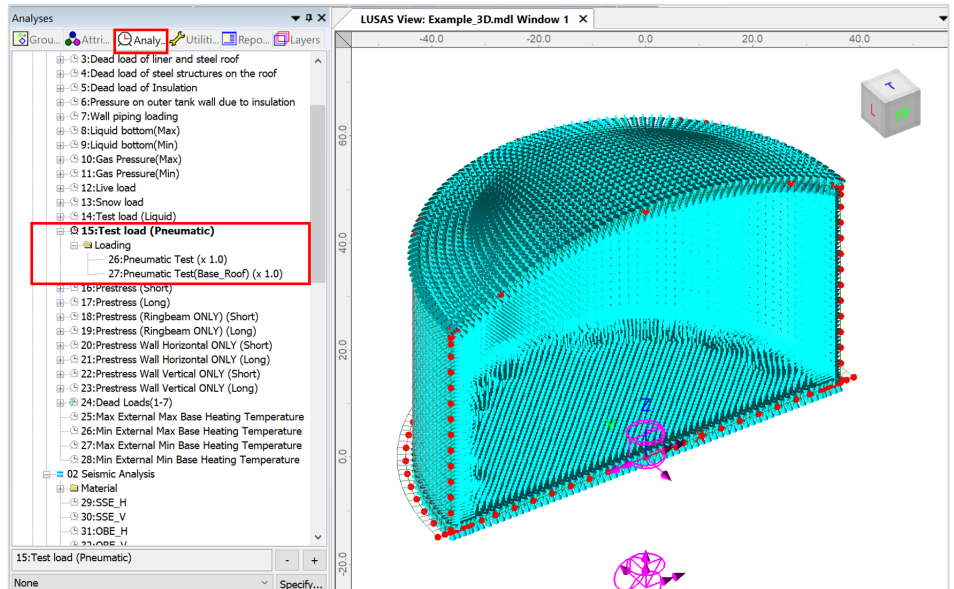 Analyses
LUSAS View: Example_3D.mdl Window 1
Grou... Attri... Analy... Utiliti... Repo... Layers
-40.0 -20.0 0.0 20.0 40.0
3:Dead load of liner and steel roof
4:Dead load of steel structures on the roof
5:Dead load of Insulation
6:Pressure on outer tank wall due to insulation
7:Wall piping loading
8:Liquid bottom(Max)
9:Liquid bottom(Min)
10:Gas Pressure(Max)
11:Gas Pressure(Min)
12:Live load
13:Snow load
14:Test load (Liquid)
15:Test load (Pneumatic)
Loading
26:Pneumatic Test (x 1.0)
27:Pneumatic Test(Base_Roof) (x 1.0)
16:Prestress (Short)
17:Prestress (Long)
18:Prestress (Ringbeam ONLY) (Short)
19:Prestress (Ringbeam ONLY) (Long)
20:Prestress Wall Horizontal ONLY (Short)
21:Prestress Wall Horizontal ONLY (Long)
22:Prestress Wall Vertical ONLY (Short)
23:Prestress Wall Vertical ONLY (Long)
24:Dead Loads(1-7)
25:Max External Max Base Heating Temperature
26:Min External Max Base Heating Temperature
27:Max External Min Base Heating Temperature
28:Min External Min Base Heating Temperature
02 Seismic Analysis
Material
29:SSE_H
30:SSE_V
31:OBE_H
32:OBE_V
15:Test load (Pneumatic)
- +
None
Specify...
60.0
40.0
20.0
0.0
-20.0
Z
Y
X